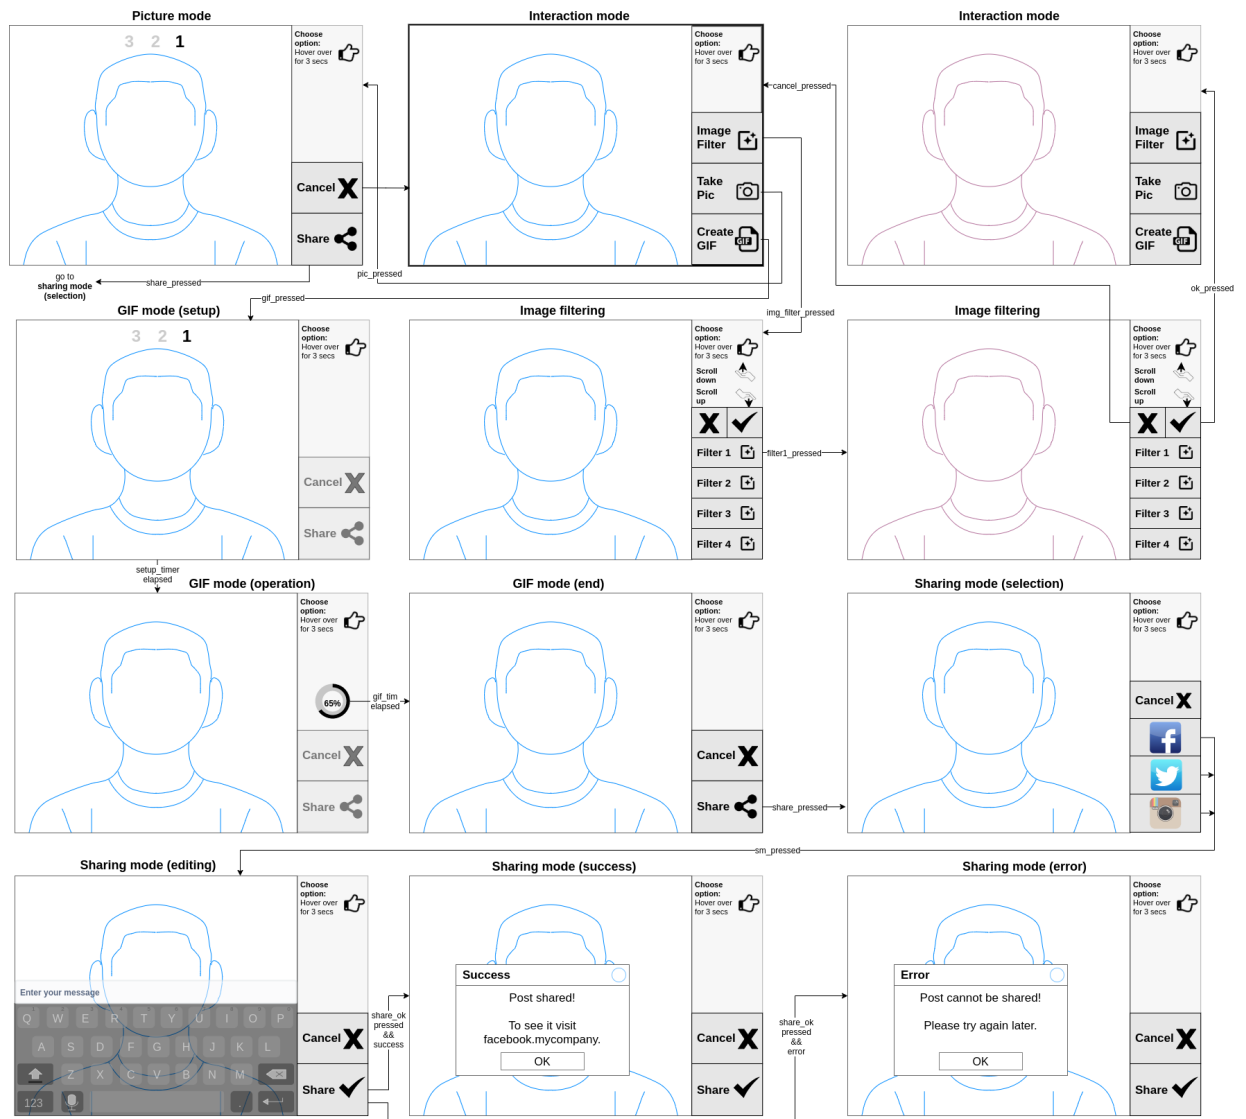 Picture mode
3 2 1
Choose
option:
Hover over
for 3 secs
Cancel
Share
go to
sharing mode
(selection)
share_pressed
pic_pressed
Interaction mode
Choose
option:
Hover over
for 3 secs
Image
Filter
Take
Pic
Create
GIF
GIF
cancel_pressed
Interaction mode
Choose
option:
Hover over
for 3 secs
Image
Filter
Take
Pic
Create
GIF
GIF
ok_pressed
gif_pressed
img_filter_pressed
GIF mode (setup)
3 2 1
Choose
option:
Hover over
for 3 secs
Cancel
Share
setup_timer
elapsed
Image filtering
Choose
option:
Hover over
for 3 secs
Scroll
down
Scroll
up
Filter 1
Filter 2
Filter 3
Filter 4
filter1_pressed
Image filtering
Choose
option:
Hover over
for 3 secs
Scroll
down
Scroll
up
Filter 1
Filter 2
Filter 3
Filter 4
GIF mode (operation)
Choose
option:
Hover over
for 3 secs
65%
Cancel
Share
gif_tim
elapsed
GIF mode (end)
Choose
option:
Hover over
for 3 secs
Cancel
Share
share_pressed
Sharing mode (selection)
Choose
option:
Hover over
for 3 secs
Cancel
f
sm_pressed
Sharing mode (editing)
Choose
option:
Hover over
for 3 secs
Enter your message
Q W E R T Y U I O P
A S D F G H J K L
Z X C V B N M
123 .
Cancel
Share
share_ok
pressed
&&
success
Sharing mode (success)
Choose
option:
Hover over
for 3 secs
Success
Post shared!
To see it visit
facebook.mycompany.
OK
Cancel
Share
share_ok
pressed
&&
error
Sharing mode (error)
Choose
option:
Hover over
for 3 secs
Error
Post cannot be shared!
Please try again later.
OK
Cancel
Share